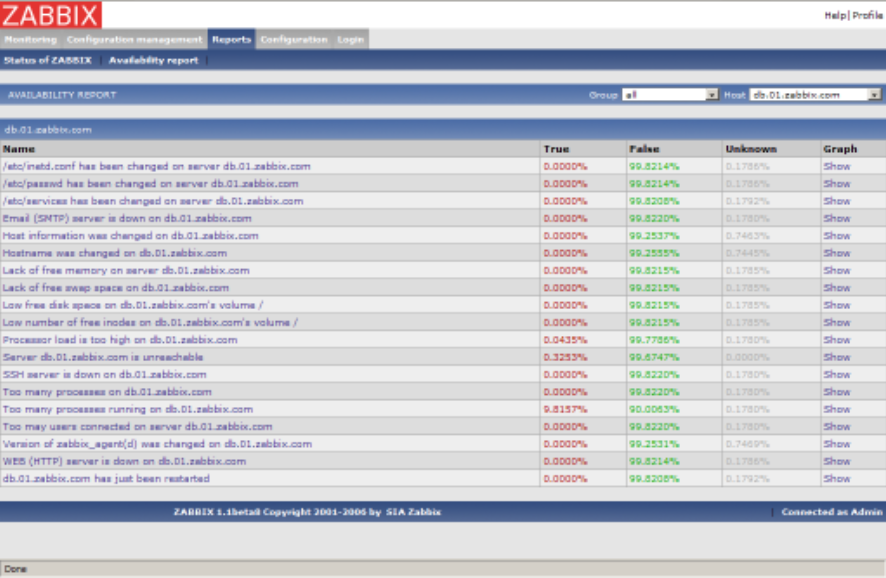 ZABBIX
Help | Profile
Monitoring Configuration management Reports Configuration Login
Status of ZABBIX | Availability report |
AVAILABILITY REPORT Group all Host db.01.zabbix.com
db.01.zabbix.com
Name True False Unknown Graph
/etc/inetd.conf has been changed on server db.01.zabbix.com 0.0000% 99.8214% 0.1786% Show
/etc/passwd has been changed on server db.01.zabbix.com 0.0000% 99.8214% 0.1786% Show
/etc/services has been changed on server db.01.zabbix.com 0.0000% 99.8208% 0.1792% Show
Email (SMTP) server is down on db.01.zabbix.com 0.0000% 99.8220% 0.1780% Show
Host information was changed on db.01.zabbix.com 0.0000% 99.2537% 0.7463% Show
Hostname was changed on db.01.zabbix.com 0.0000% 99.2555% 0.7445% Show
Lack of free memory on server db.01.zabbix.com 0.0000% 99.8215% 0.1785% Show
Lack of free swap space on db.01.zabbix.com 0.0000% 99.8215% 0.1785% Show
Low free disk space on db.01.zabbix.com's volume / 0.0000% 99.8215% 0.1785% Show
Low number of free inodes on db.01.zabbix.com's volume / 0.0000% 99.8215% 0.1785% Show
Processor load is too high on db.01.zabbix.com 0.0435% 99.7786% 0.1780% Show
Server db.01.zabbix.com is unreachable 0.3253% 99.6747% 0.0000% Show
SSH server is down on db.01.zabbix.com 0.0000% 99.8220% 0.1780% Show
Too many processes on db.01.zabbix.com 0.0000% 99.8220% 0.1780% Show
Too many processes running on db.01.zabbix.com 9.8157% 90.0063% 0.1780% Show
Too may users connected on server db.01.zabbix.com 0.0000% 99.8220% 0.1780% Show
Version of zabbix_agent(d) was changed on db.01.zabbix.com 0.0000% 99.2531% 0.7469% Show
WEB (HTTP) server is down on db.01.zabbix.com 0.0000% 99.8214% 0.1786% Show
db.01.zabbix.com has just been restarted 0.0000% 99.8208% 0.1792% Show
ZABBIX 1.1beta8 Copyright 2001-2006 by SIA Zabbix | Connected as Admin
Done